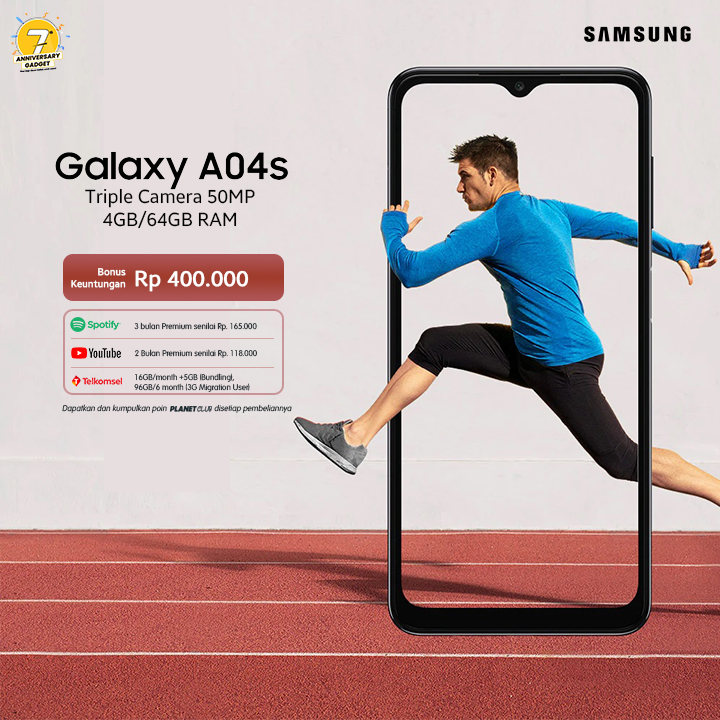 7th
ANNIVERSARY
GADGET
SAMSUNG
Galaxy A04s
Triple Camera 50MP
4GB/64GB RAM
Bonus
Keuntungan
Rp 400.000
Spotify
3 bulan Premium senilai Rp. 165.000
YouTube
2 Bulan Premium senilai Rp. 118.000
Telkomsel
16GB/month +5GB (Bundling),
96GB/6 month (3G Migration User)
Dapatkan dan kumpulkan poin PLANETCLUB disetiap pembeliannya